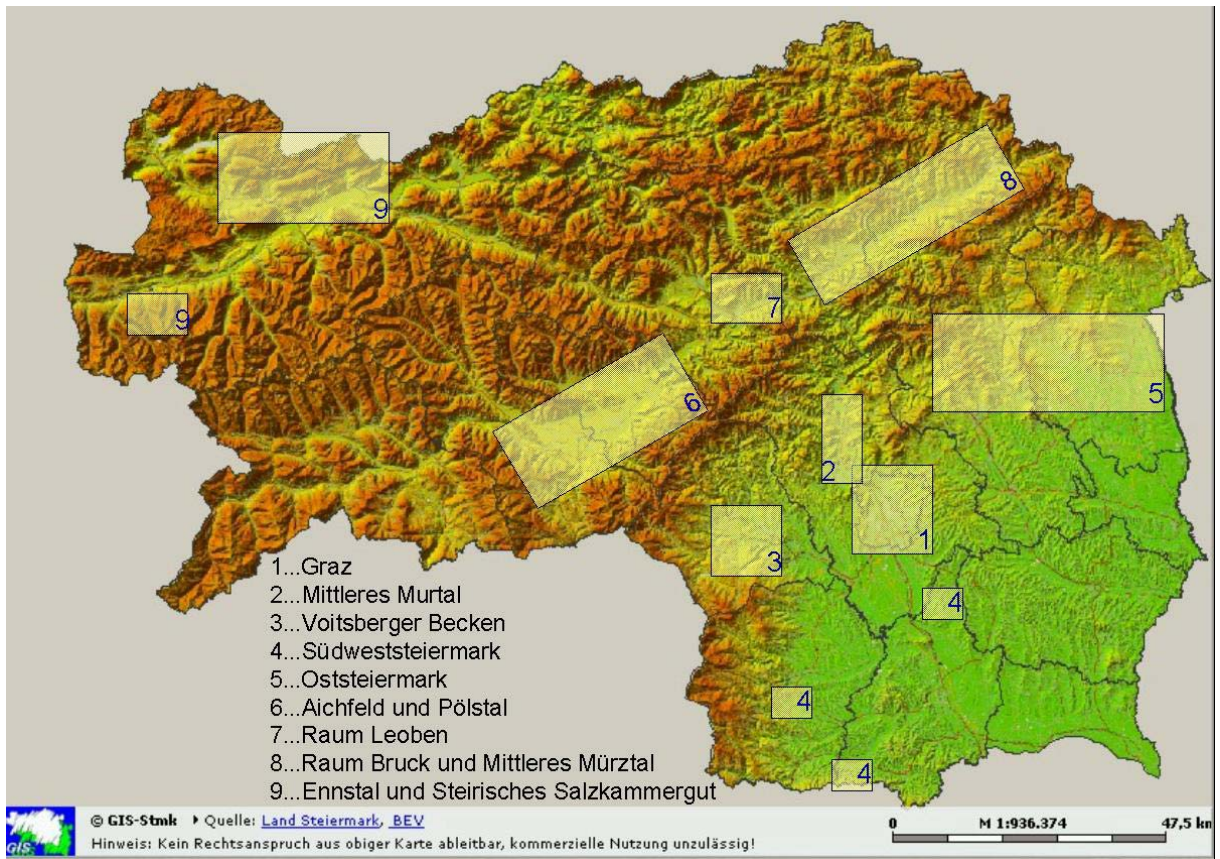 9
8
9
7
5
6
2
1
3
4
4
4
1...Graz
2...Mittleres Murtal
3...Voitsberger Becken
4...Südweststeiermark
5...Oststeiermark
6...Aichfeld und Pölstal
7...Raum Leoben
8...Raum Bruck und Mittleres Mürztal
9...Ennstal und Steirisches Salzkammergut
GIS
© GIS-Stmk Quelle: Land Steiermark, BEV
Hinweis: Kein Rechtsanspruch aus obiger Karte ableitbar, kommerzielle Nutzung unzulässig!
0 M 1:936.374 47,5 km